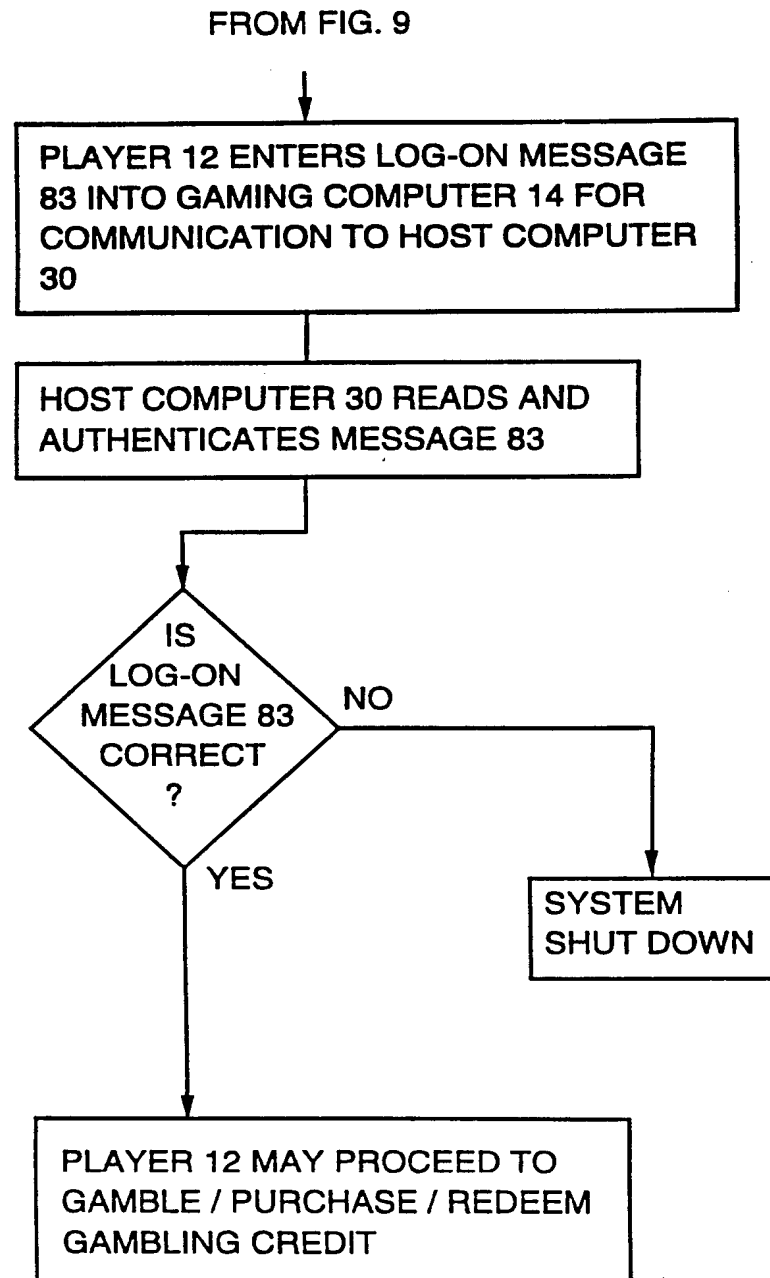 FROM FIG. 9
PLAYER 12 ENTERS LOG-ON MESSAGE
83 INTO GAMING COMPUTER 14 FOR
COMMUNICATION TO HOST COMPUTER
30
HOST COMPUTER 30 READS AND
AUTHENTICATES MESSAGE 83
IS
LOG-ON
MESSAGE 83
CORRECT
?
NO
YES
SYSTEM
SHUT DOWN
PLAYER 12 MAY PROCEED TO
GAMBLE / PURCHASE / REDEEM
GAMBLING CREDIT